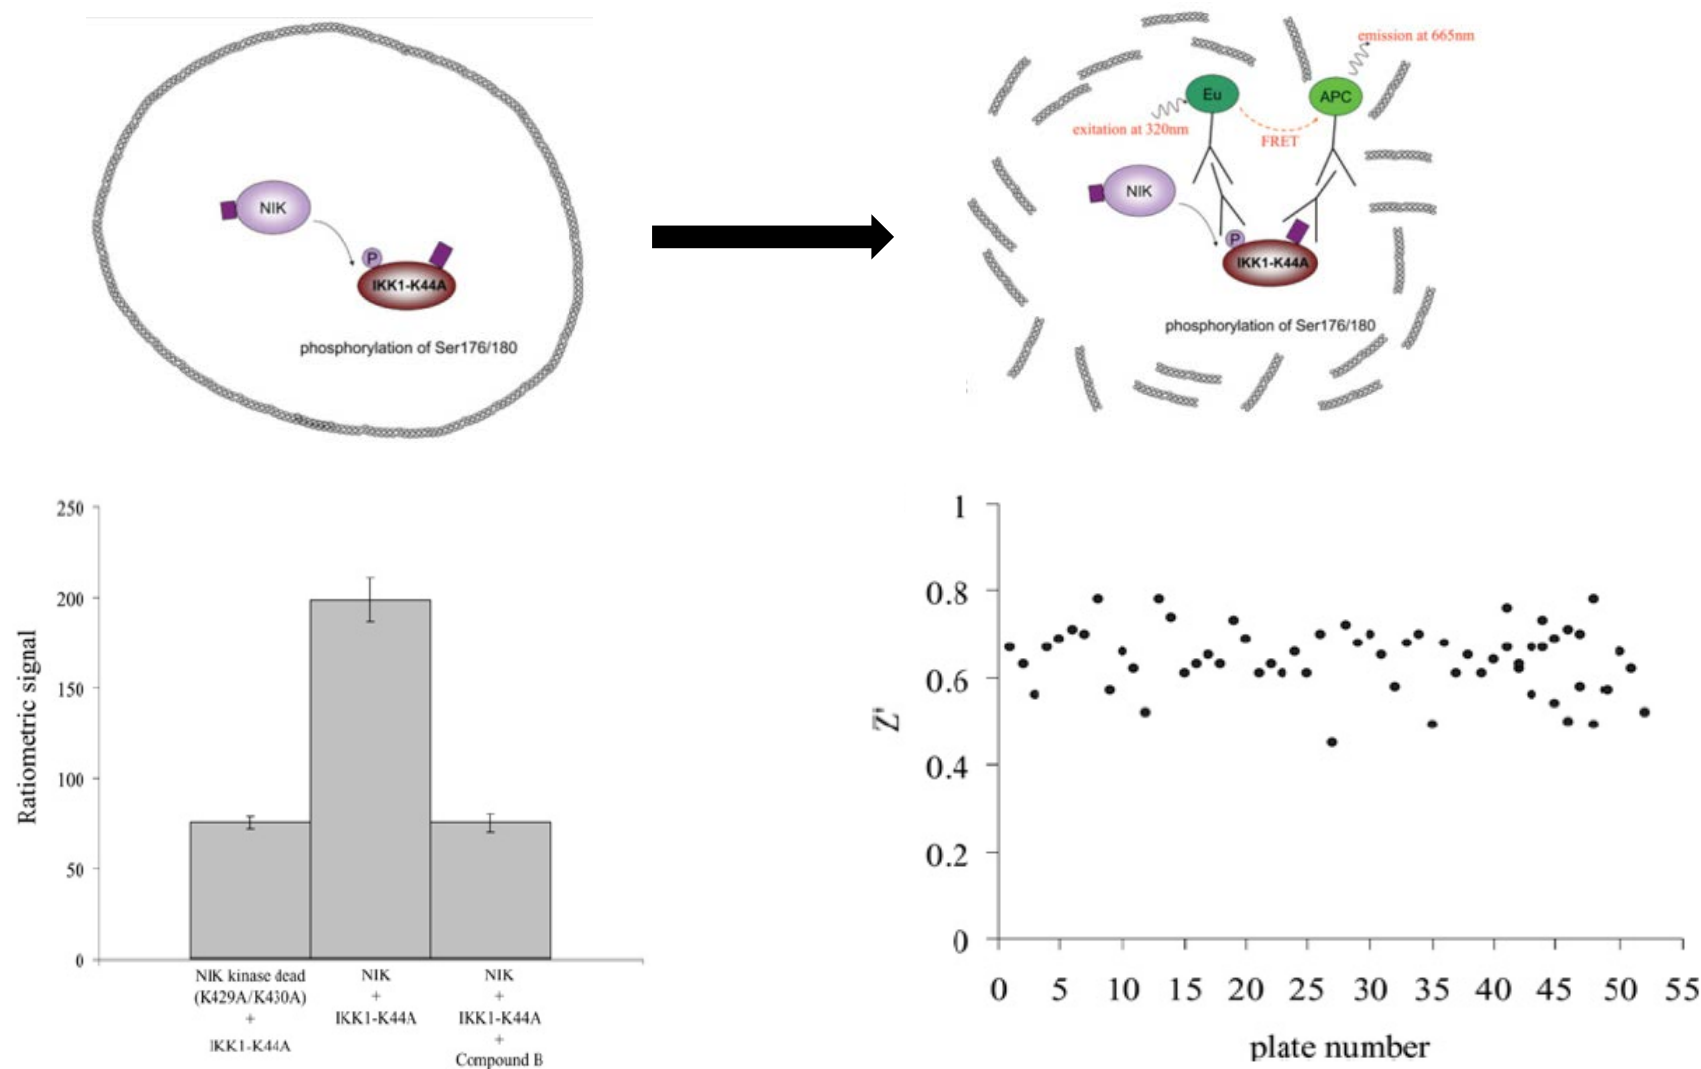 NIK
P
IKK1-K44A
phosphorylation of Ser176/180
emission at 665nm
Eu
APC
exitation at 320nm
FRET
NIK
P
IKK1-K44A
phosphorylation of Ser176/180
Ratiometric signal
250
200
150
100
50
0
NIK kinase dead
(K429A/K430A)
+
IKK1-K44A
NIK
+
IKK1-K44A
NIK
+
IKK1-K44A
+
Compound B
Z'
1
0.8
0.6
0.4
0.2
0
0 5 10 15 20 25 30 35 40 45 50 55
plate number